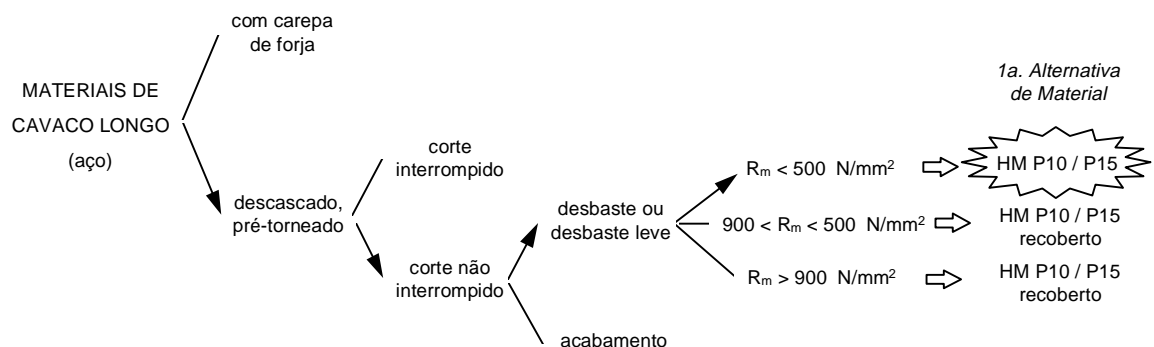 com carepa
de forja
MATERIAIS DE
CAVACO LONGO
(aço)
descascado,
pré-torneado
corte
interrompido
corte não
interrompido
desbaste ou
desbaste leve
acabamento
1a. Alternativa
de Material
Rm < 500 N/mm²
HM P10 / P15
900 < Rm < 500 N/mm²
HM P10 / P15
recoberto
Rm > 900 N/mm²
HM P10 / P15
recoberto